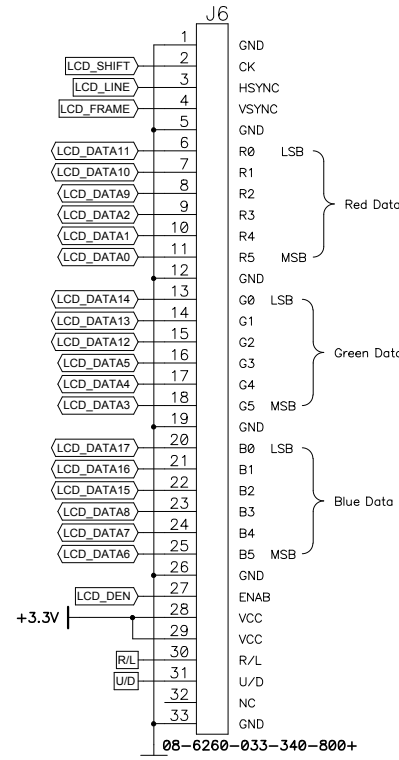 J6
1 GND
LCD_SHIFT 2 CK
LCD_LINE 3 HSYNC
LCD_FRAME 4 VSYNC
5 GND
LCD_DATA11 6 R0 LSB
LCD_DATA10 7 R1
LCD_DATA9 8 R2
LCD_DATA2 9 R3 Red Data
LCD_DATA1 10 R4
LCD_DATA0 11 R5 MSB
12 GND
LCD_DATA14 13 G0 LSB
LCD_DATA13 14 G1
LCD_DATA12 15 G2
LCD_DATA5 16 G3 Green Data
LCD_DATA4 17 G4
LCD_DATA3 18 G5 MSB
19 GND
LCD_DATA17 20 B0 LSB
LCD_DATA16 21 B1
LCD_DATA15 22 B2
LCD_DATA8 23 B3 Blue Data
LCD_DATA7 24 B4
LCD_DATA6 25 B5 MSB
26 GND
LCD_DEN 27 ENAB
+3.3V 28 VCC
29 VCC
R/L 30 R/L
U/D 31 U/D
32 NC
33 GND
08-6260-033-340-800+